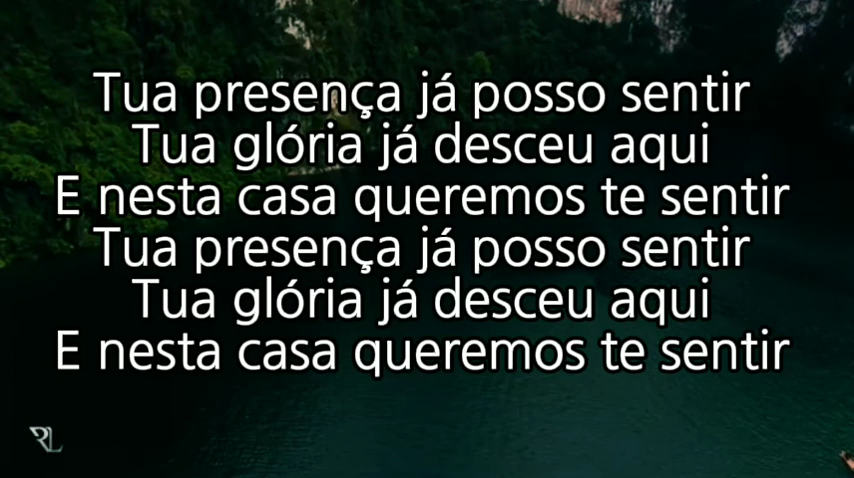 Tua presença já posso sentir
Tua glória já desceu aqui
E nesta casa queremos te sentir
Tua presença já posso sentir
Tua glória já desceu aqui
E nesta casa queremos te sentir
RL